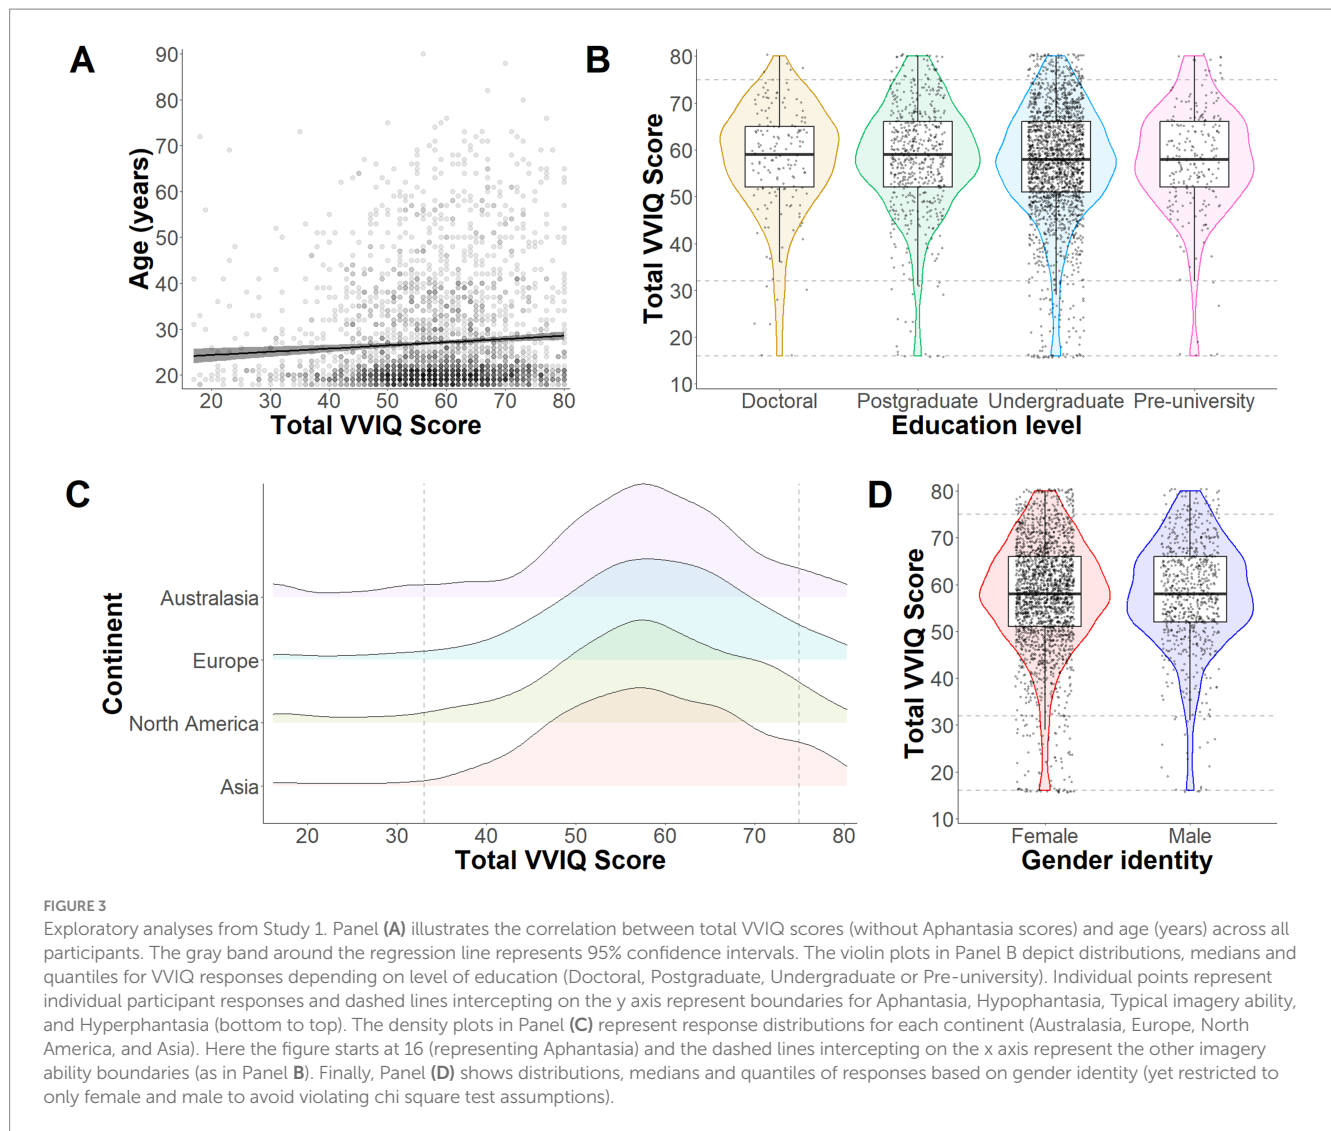 A
90
80
70
60
50
40
30
20
Age (years)
20 30 40 50 60 70 80
Total VVIQ Score
B
80
70
60
50
40
30
20
10
Total VVIQ Score
Doctoral Postgraduate Undergraduate Pre-university
Education level
C
Continent
Australasia
Europe
North America
Asia
20 30 40 50 60 70 80
Total VVIQ Score
D
80
70
60
50
40
30
20
10
Total VVIQ Score
Female Male
Gender identity
FIGURE 3
Exploratory analyses from Study 1. Panel (A) illustrates the correlation between total VVIQ scores (without Aphantasia scores) and age (years) across all
participants. The gray band around the regression line represents 95% confidence intervals. The violin plots in Panel B depict distributions, medians and
quantiles for VVIQ responses depending on level of education (Doctoral, Postgraduate, Undergraduate or Pre-university). Individual points represent
individual participant responses and dashed lines intercepting on the y axis represent boundaries for Aphantasia, Hypophantasia, Typical imagery ability,
and Hyperphantasia (bottom to top). The density plots in Panel (C) represent response distributions for each continent (Australasia, Europe, North
America, and Asia). Here the figure starts at 16 (representing Aphantasia) and the dashed lines intercepting on the x axis represent the other imagery
ability boundaries (as in Panel B). Finally, Panel (D) shows distributions, medians and quantiles of responses based on gender identity (yet restricted to
only female and male to avoid violating chi square test assumptions).